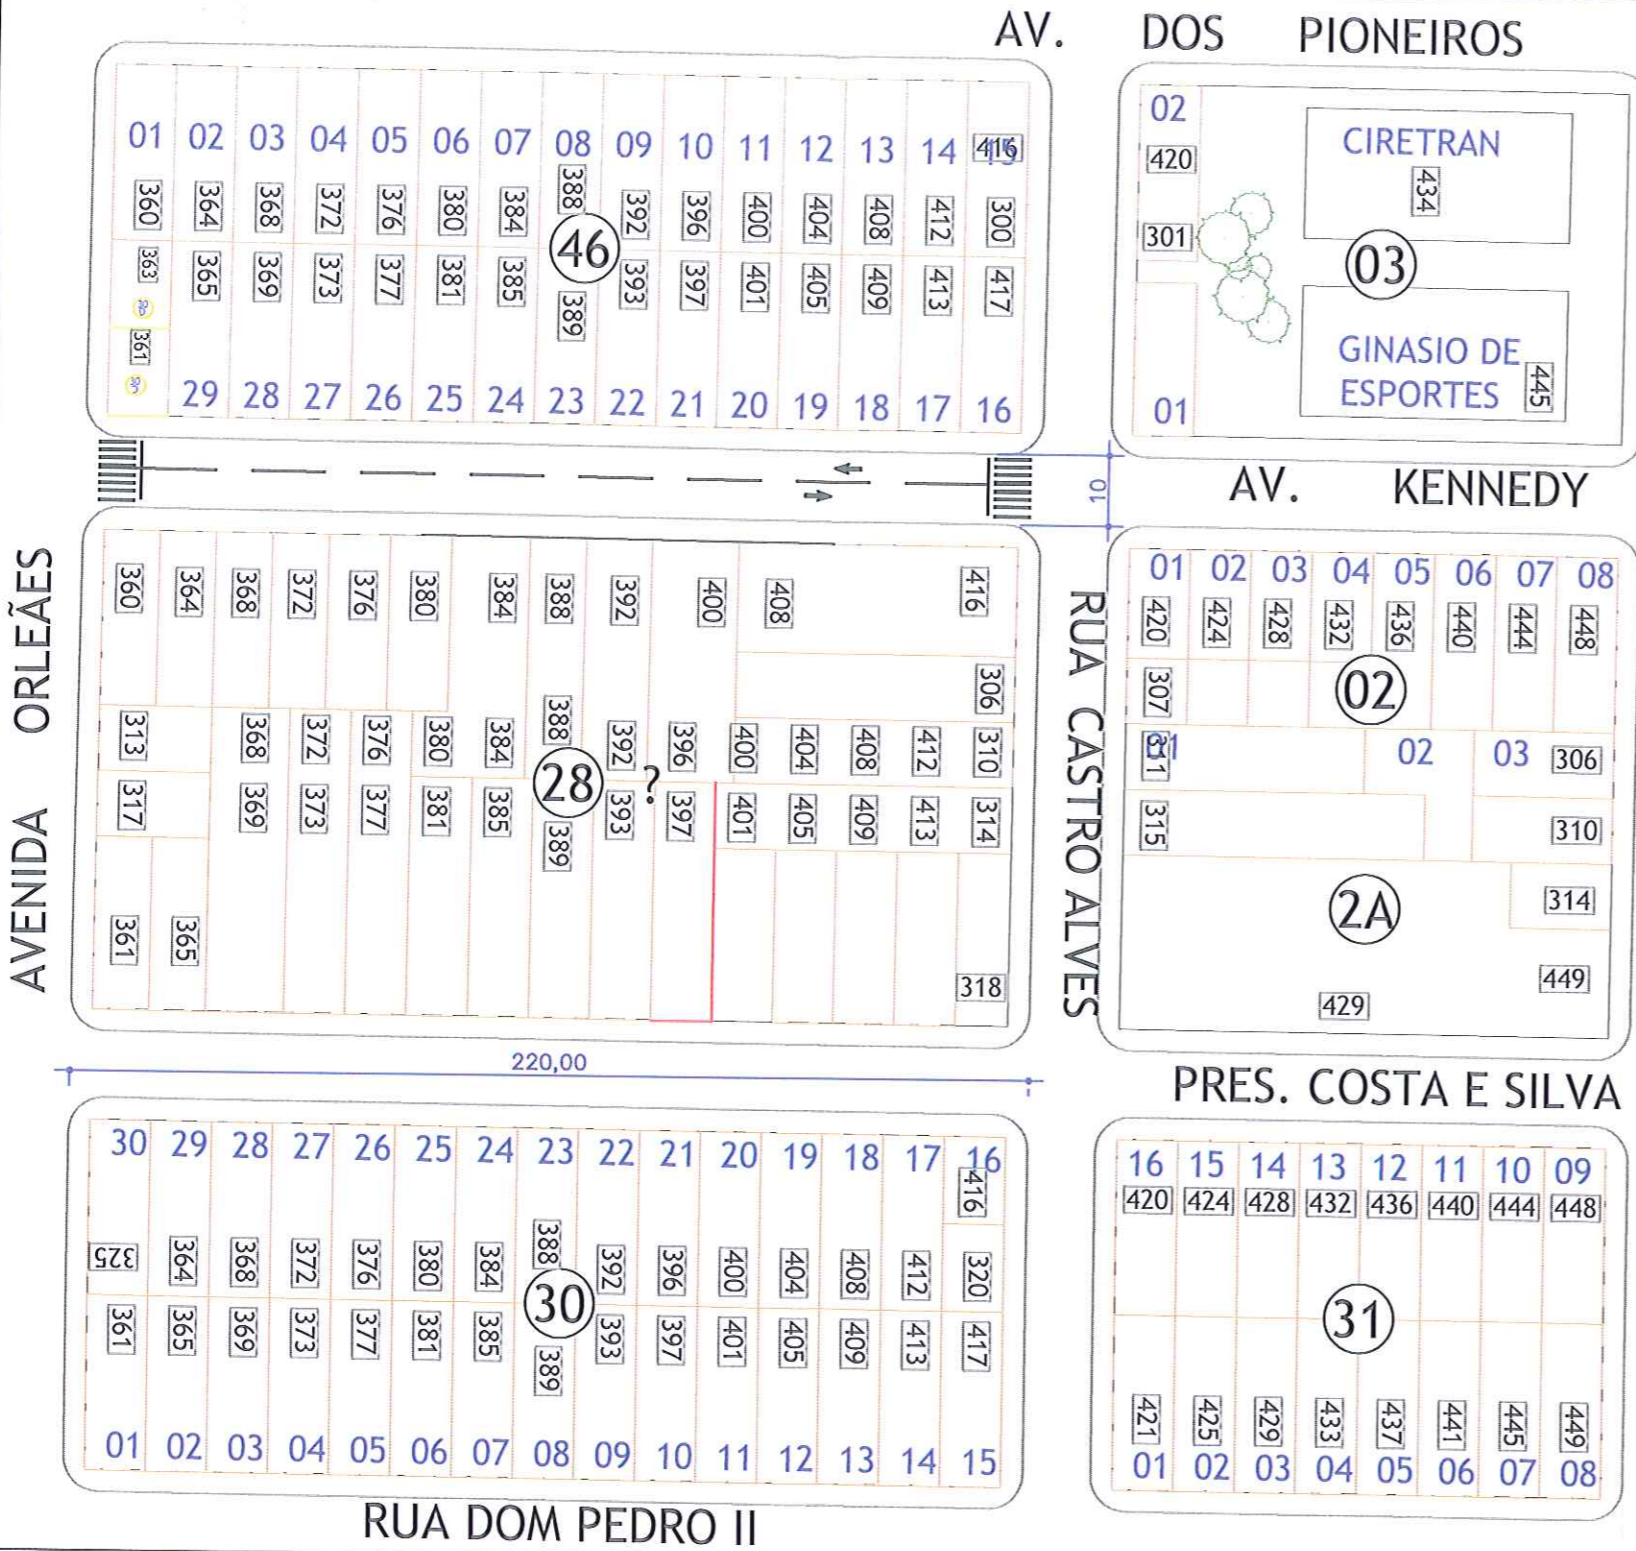 AV. DOS PIONEIROS
01 02 03 04 05 06 07 08 09 10 11 12 13 14 15
416
360 364 368 372 376 380 384 388 392 396 400 404 408 412 300
46
363 365 369 373 377 381 385 389 393 397 401 405 409 413 417
361
29 28 27 26 25 24 23 22 21 20 19 18 17 16
02
420
301
01
CIRETRAN
434
03
GINASIO DE
ESPORTES
445
10
AV. KENNEDY
AVENIDA ORLEÃES
360 364 368 372 376 380 384 388 392 400 408 416
306
313 368 372 376 380 384 388 392 396 400 404 408 412 310
28
?
317 369 373 377 381 385 389 393 397 401 405 409 413 314
361 365
318
RUA CASTRO ALVES
01 02 03 04 05 06 07 08
420 424 428 432 436 440 444 448
307
02
01 02 03
311
306
315
310
2A
314
449
429
220,00
PRES. COSTA E SILVA
30 29 28 27 26 25 24 23 22 21 20 19 18 17 16
416
325 364 368 372 376 380 384 388 392 396 400 404 408 412 320
30
361 365 369 373 377 381 385 389 393 397 401 405 409 413 417
01 02 03 04 05 06 07 08 09 10 11 12 13 14 15
16 15 14 13 12 11 10 09
420 424 428 432 436 440 444 448
31
421 425 429 433 437 441 445 449
01 02 03 04 05 06 07 08
RUA DOM PEDRO II